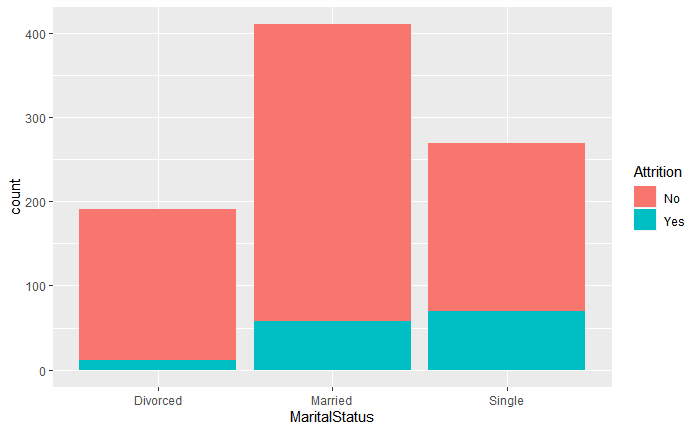 400
300
200
100
0
count
Divorced
Married
Single
MaritalStatus
Attrition
No
Yes